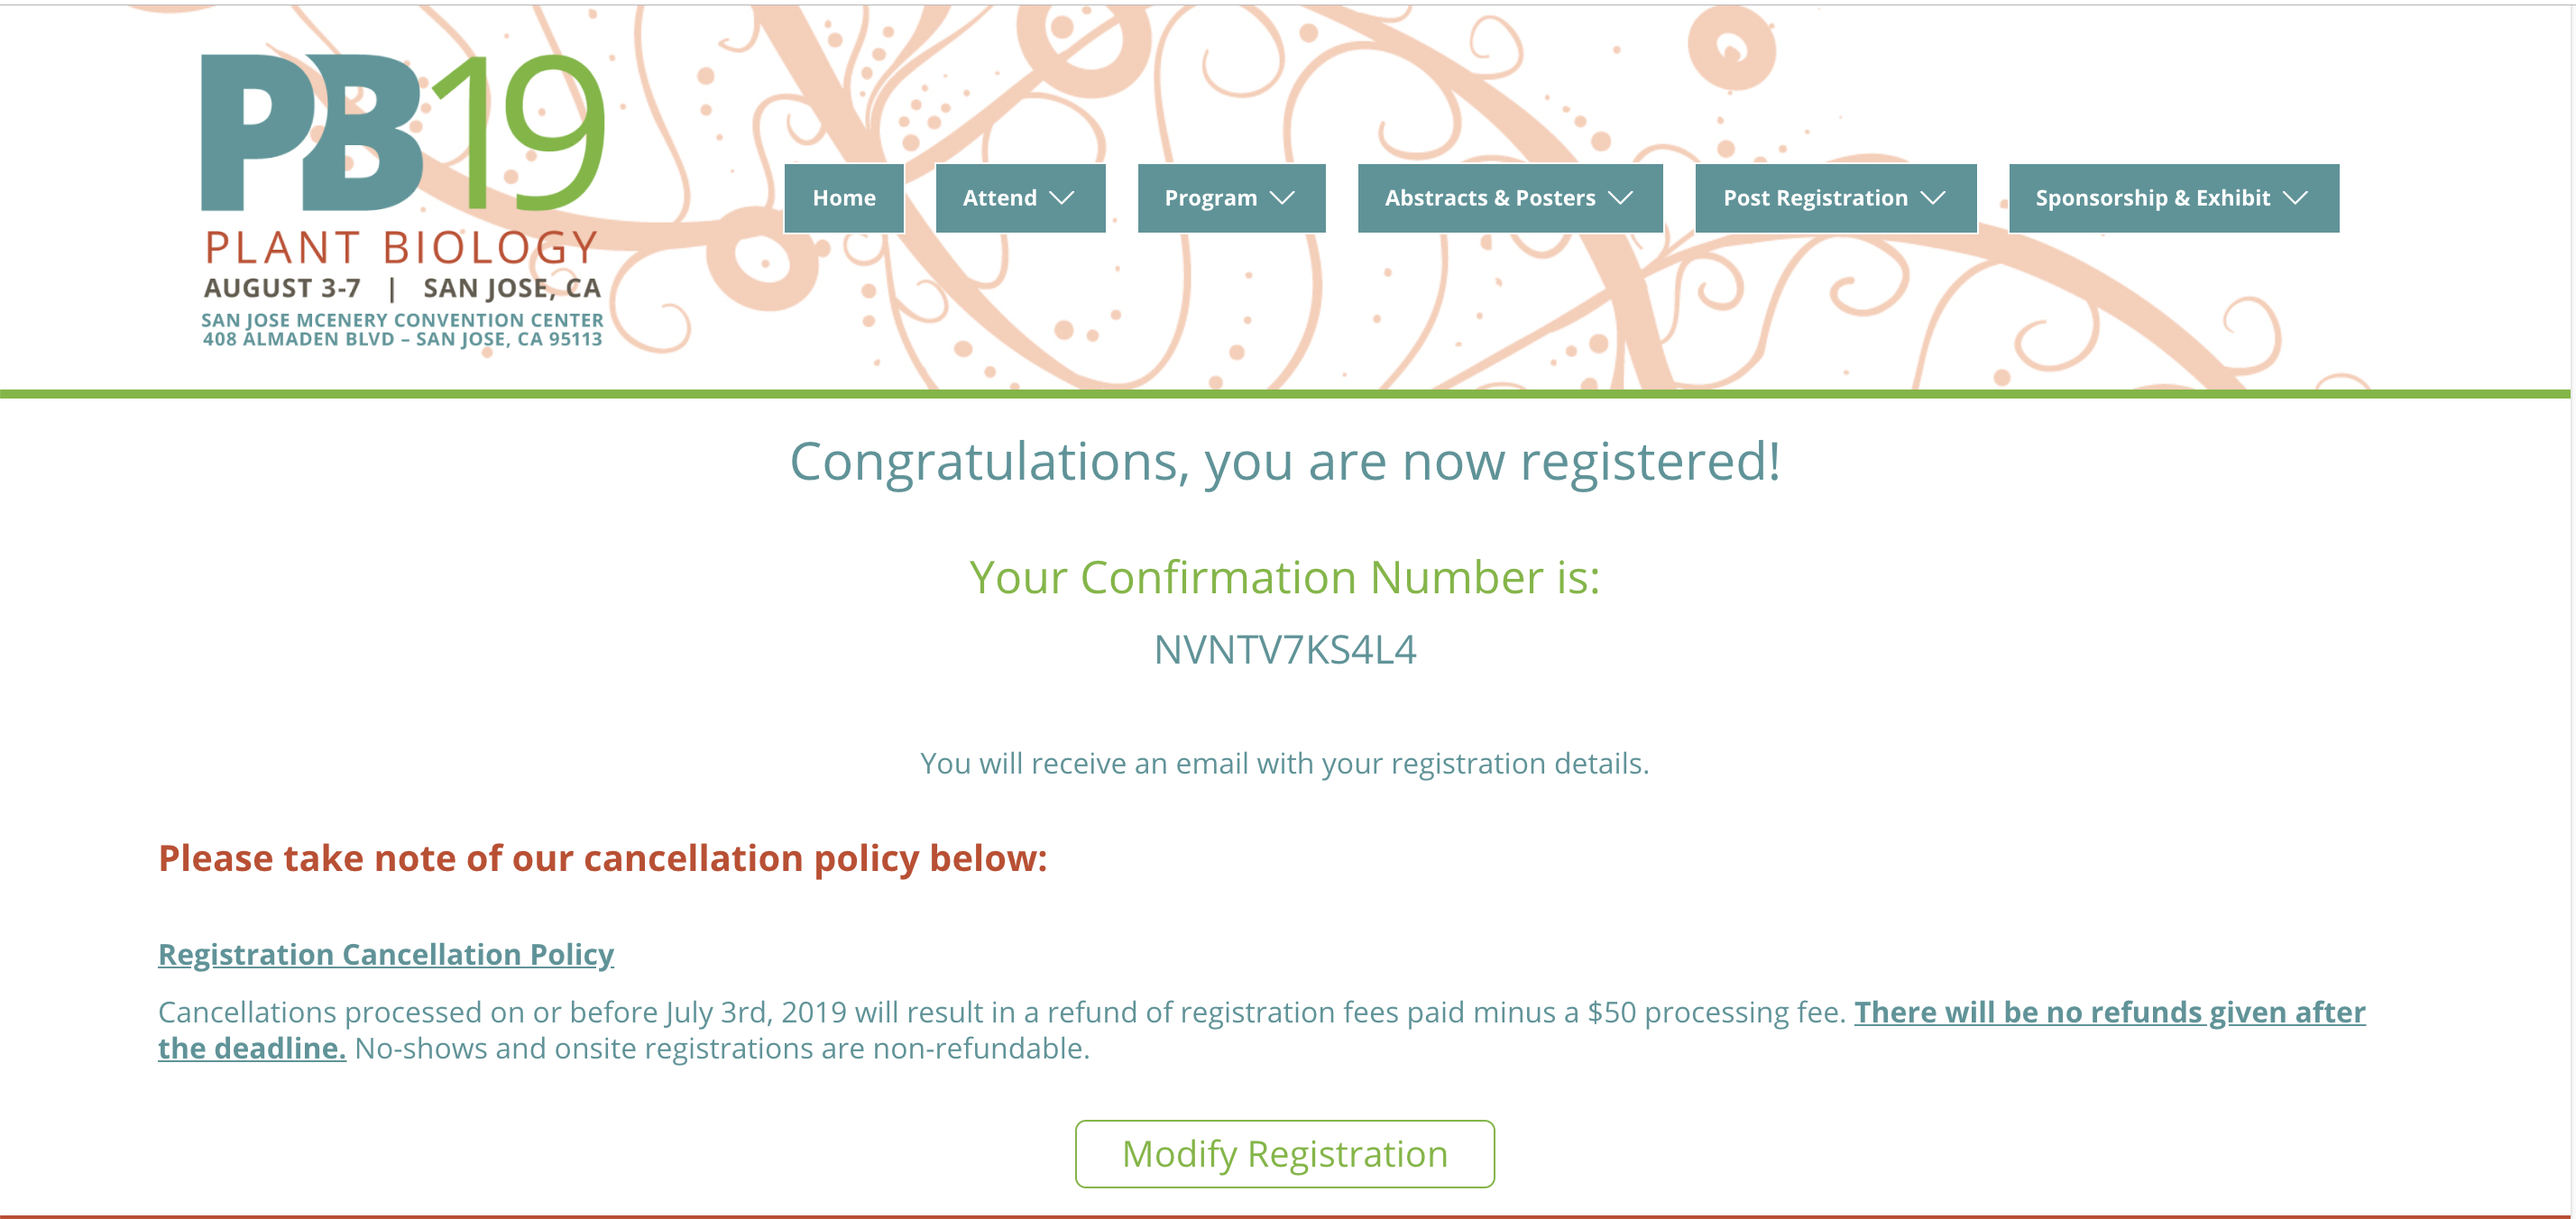 PB19
PLANT BIOLOGY
AUGUST 3-7 | SAN JOSE, CA
SAN JOSE MCENERY CONVENTION CENTER
408 ALMADEN BLVD – SAN JOSE, CA 95113
Home
Attend
Program
Abstracts & Posters
Post Registration
Sponsorship & Exhibit
Congratulations, you are now registered!
Your Confirmation Number is:
NVNTV7KS4L4
You will receive an email with your registration details.
Please take note of our cancellation policy below:
Registration Cancellation Policy
Cancellations processed on or before July 3rd, 2019 will result in a refund of registration fees paid minus a $50 processing fee. There will be no refunds given after
the deadline. No-shows and onsite registrations are non-refundable.
Modify Registration